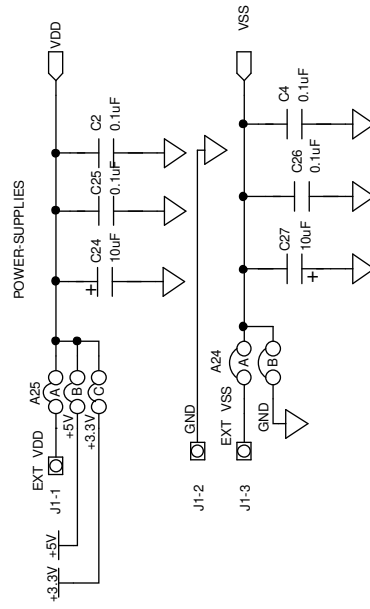 POWER-SUPPLIES
VDD
+3.3V
+5V
EXT VDD
J1-1
A25
A
+5V
B
+3.3V
C
C24
10uF
+
C25
0.1uF
C2
0.1uF
J1-2
GND
VSS
J1-3
EXT VSS
A24
A
GND
B
C27
10uF
+
C26
0.1uF
C4
0.1uF